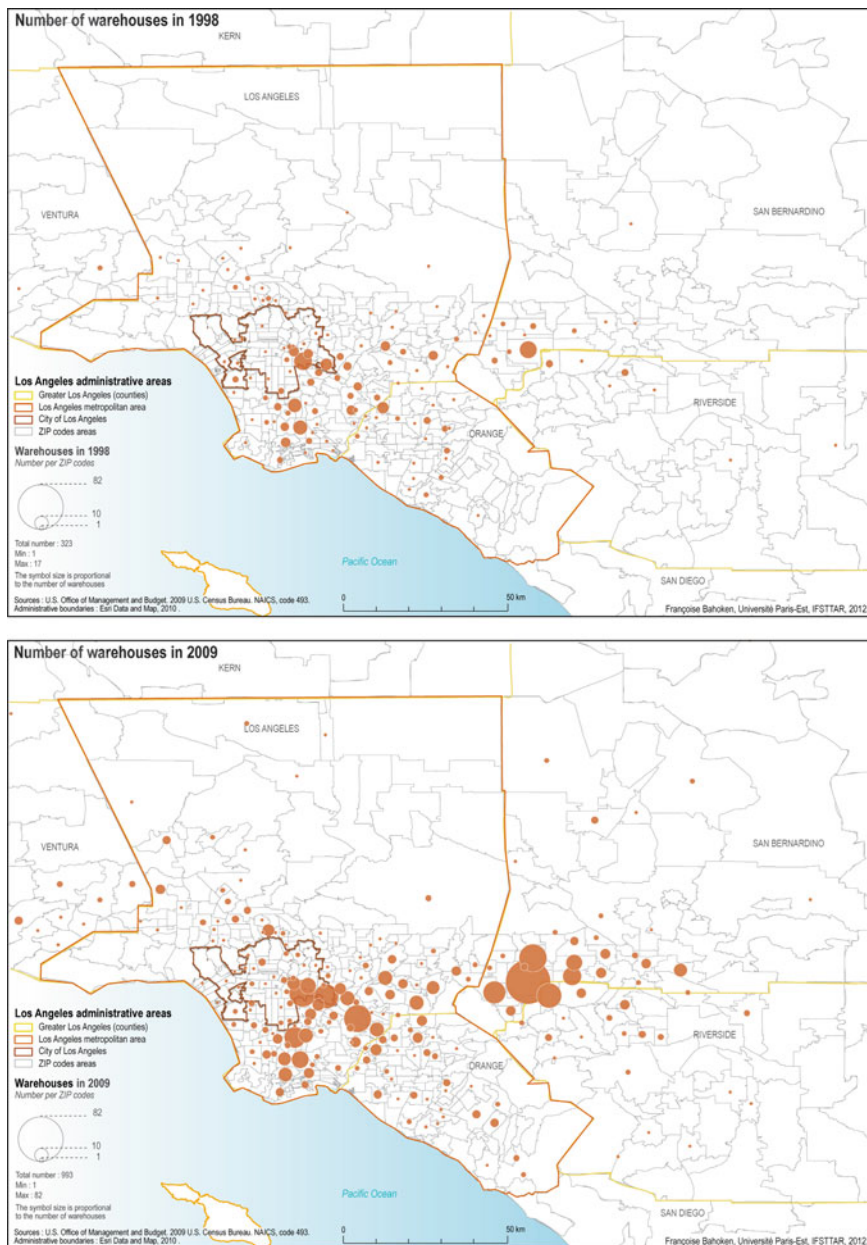 Number of warehouses in 1998
KERN
LOS ANGELES
VENTURA
SAN BERNARDINO
Los Angeles administrative areas
Greater Los Angeles (counties)
Los Angeles metropolitan area
City of Los Angeles
ZIP codes areas
RIVERSIDE
ORANGE
Warehouses in 1998
Number per ZIP codes
82
10
1
Total number : 323
Min : 1
Max : 17
The symbol size is proportional
to the number of warehouses
Pacific Ocean
SAN DIEGO
Sources : U.S. Office of Management and Budget. 2009 U.S. Census Bureau. NAICS, code 493.
Administrative boundaries : Esri Data and Map, 2010 .
0
50 km
Françoise Bahoken, Université Paris-Est, IFSTTAR, 2012
Number of warehouses in 2009
KERN
LOS ANGELES
VENTURA
SAN BERNARDINO
Los Angeles administrative areas
Greater Los Angeles (counties)
Los Angeles metropolitan area
City of Los Angeles
ZIP codes areas
RIVERSIDE
ORANGE
Warehouses in 2009
Number per ZIP codes
82
10
1
Total number : 993
Min : 1
Max : 82
The symbol size is proportional
to the number of warehouses
Pacific Ocean
SAN DIEGO
Sources : U.S. Office of Management and Budget. 2009 U.S. Census Bureau. NAICS, code 493.
Administrative boundaries : Esri Data and Map, 2010 .
0
50 km
Françoise Bahoken, Université Paris-Est, IFSTTAR, 2012